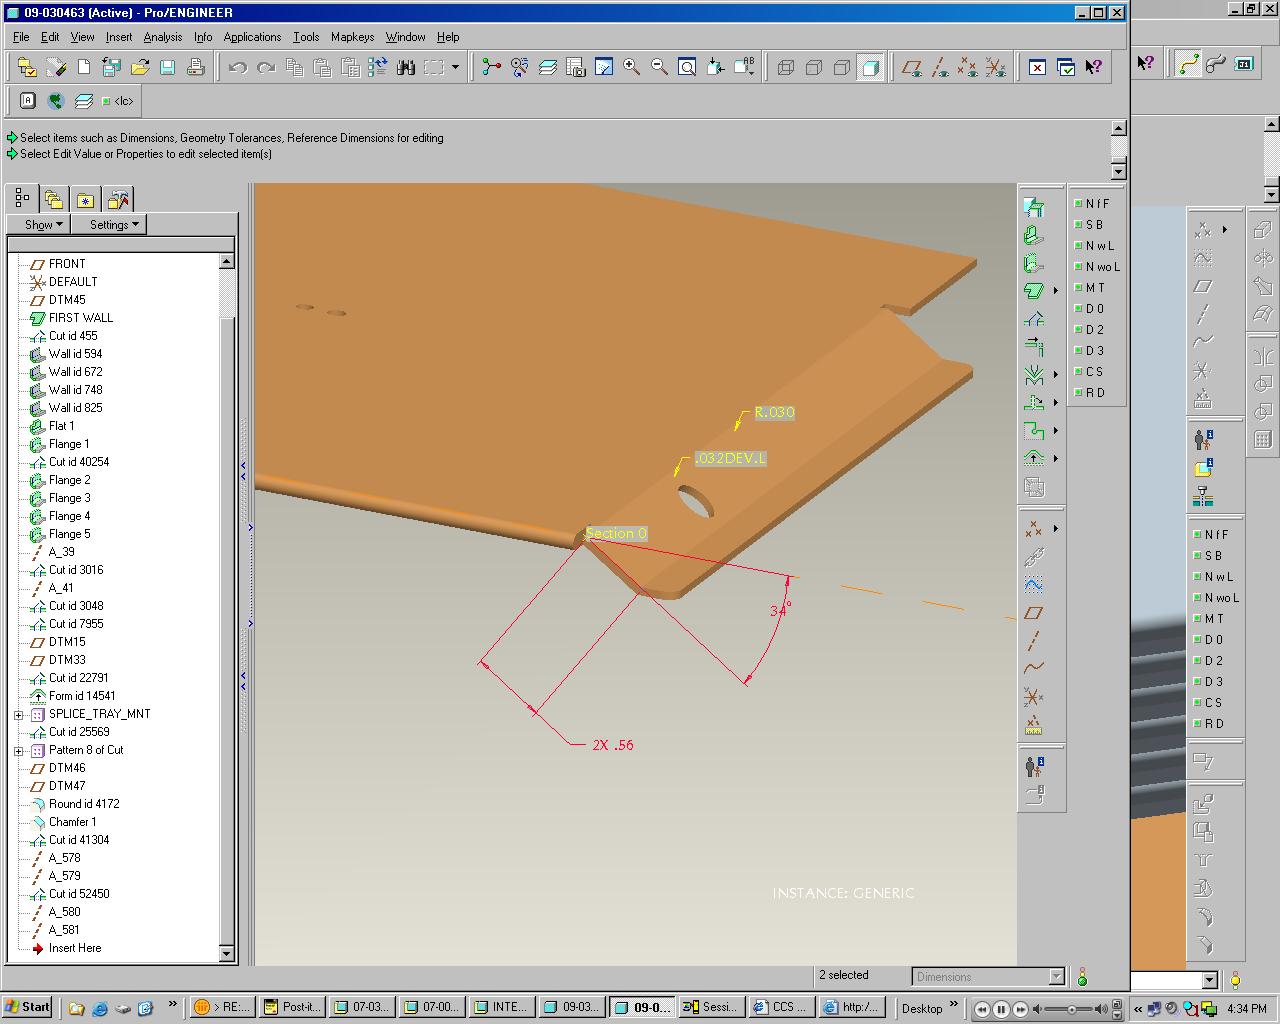 09-030463 (Active) - Pro/ENGINEER
File Edit View Insert Analysis Info Applications Tools Mapkeys Window Help
<lc>
Select items such as Dimensions, Geometry Tolerances, Reference Dimensions for editing
Select Edit Value or Properties to edit selected item(s)
Show Settings
FRONT
DEFAULT
DTM45
FIRST WALL
Cut id 455
Wall id 594
Wall id 672
Wall id 748
Wall id 825
Flat 1
Flange 1
Cut id 40254
Flange 2
Flange 3
Flange 4
Flange 5
A_39
Cut id 3016
A_41
Cut id 3048
Cut id 7955
DTM15
DTM33
Cut id 22791
Form id 14541
SPLICE_TRAY_MNT
Cut id 25569
Pattern 8 of Cut
DTM46
DTM47
Round id 4172
Chamfer 1
Cut id 41304
A_578
A_579
Cut id 52450
A_580
A_581
Insert Here
R.030
.032DEV.L
Section 0
34°
2X .56
INSTANCE: GENERIC
N f F
S B
N w L
N wo L
M T
D 0
D 2
D 3
C S
R D
N f F
S B
N w L
N wo L
M T
D 0
D 2
D 3
C S
R D
2 selected
Dimensions
Start
> RE:...
Post-it...
07-03...
07-00...
INTE...
09-03...
09-0...
Sessi...
CCS ...
http:/...
Desktop
4:34 PM